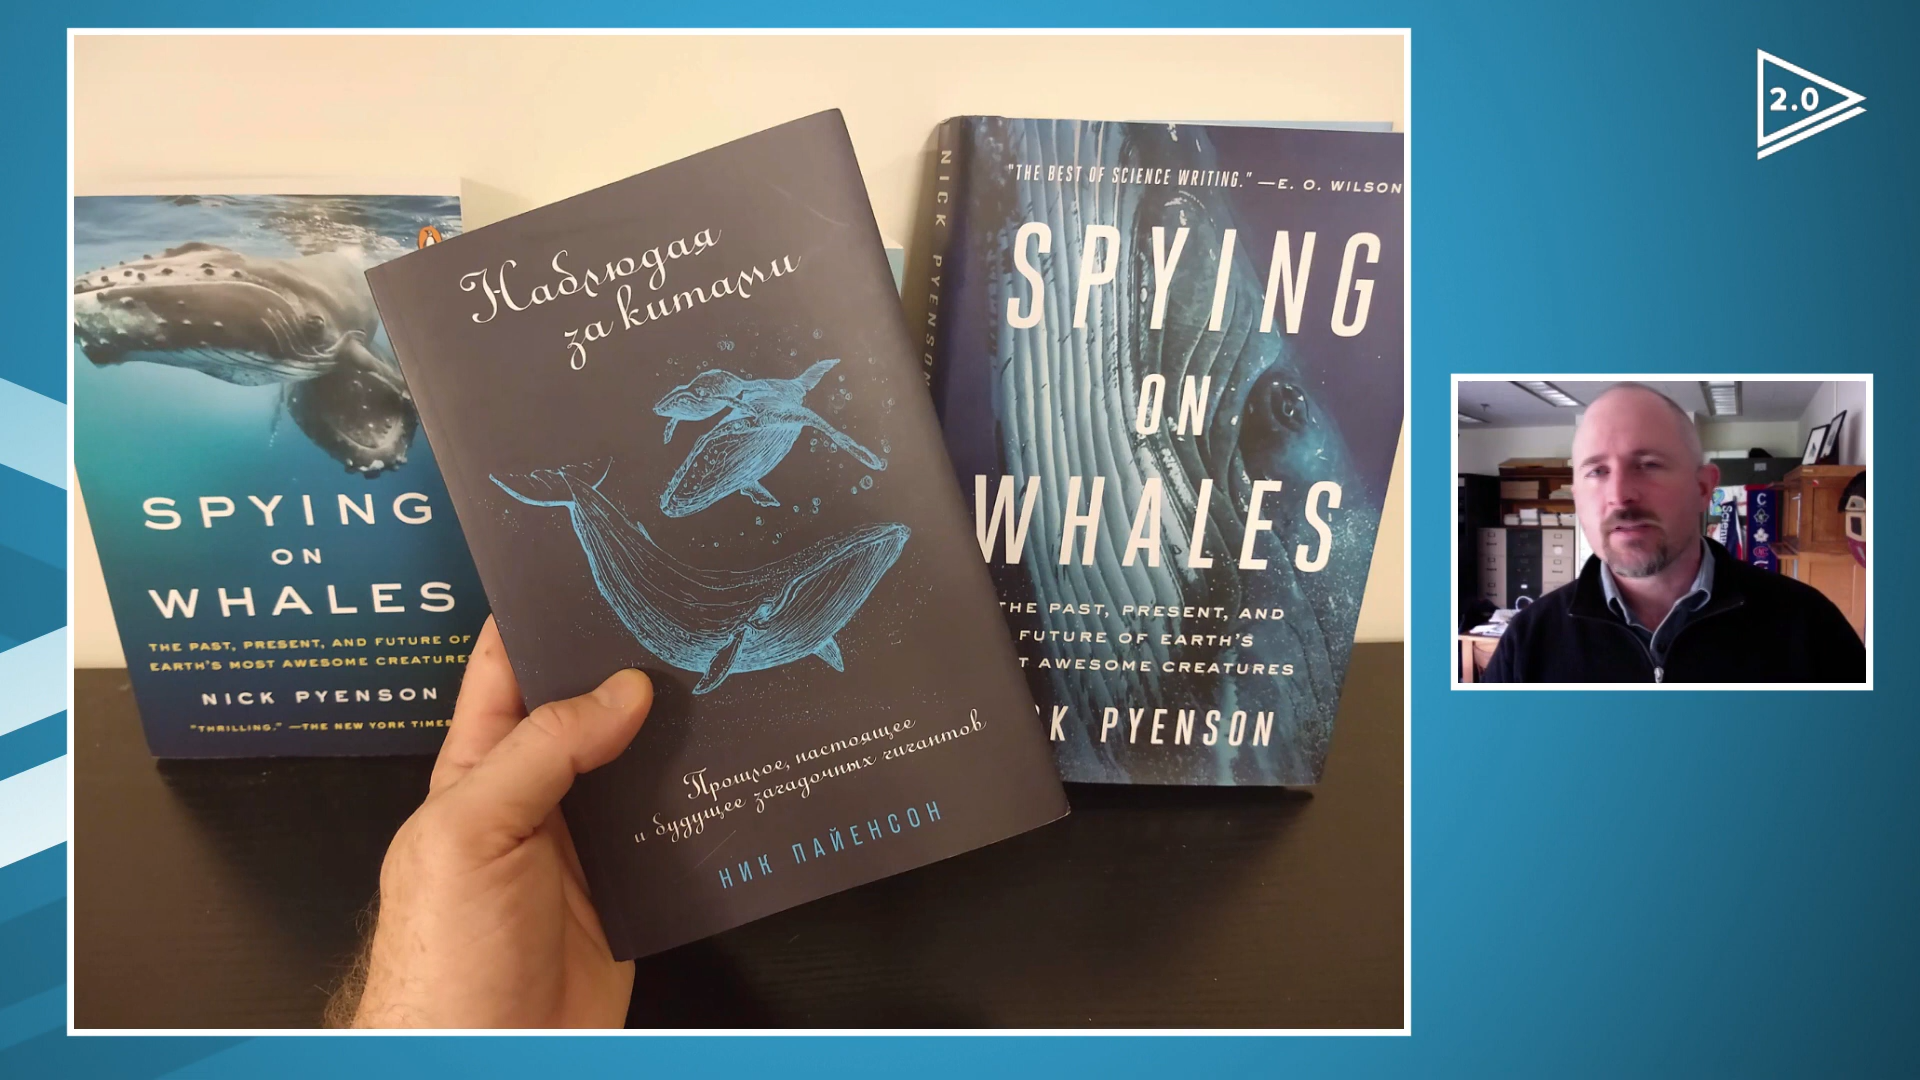 SPYING
ON
WHALES
THE PAST, PRESENT, AND FUTURE OF
EARTH'S MOST AWESOME CREATURES
NICK PYENSON
"THRILLING." —THE NEW YORK TIMES
Наблюдая
за китами
Прошлое, настоящее
и будущее загадочных гигантов
НИК ПАЙЕНСОН
NICK PYENSON
"THE BEST OF SCIENCE WRITING." —E. O. WILSON
SPYING
ON
WHALES
THE PAST, PRESENT, AND
FUTURE OF EARTH'S
T AWESOME CREATURES
K PYENSON
2.0